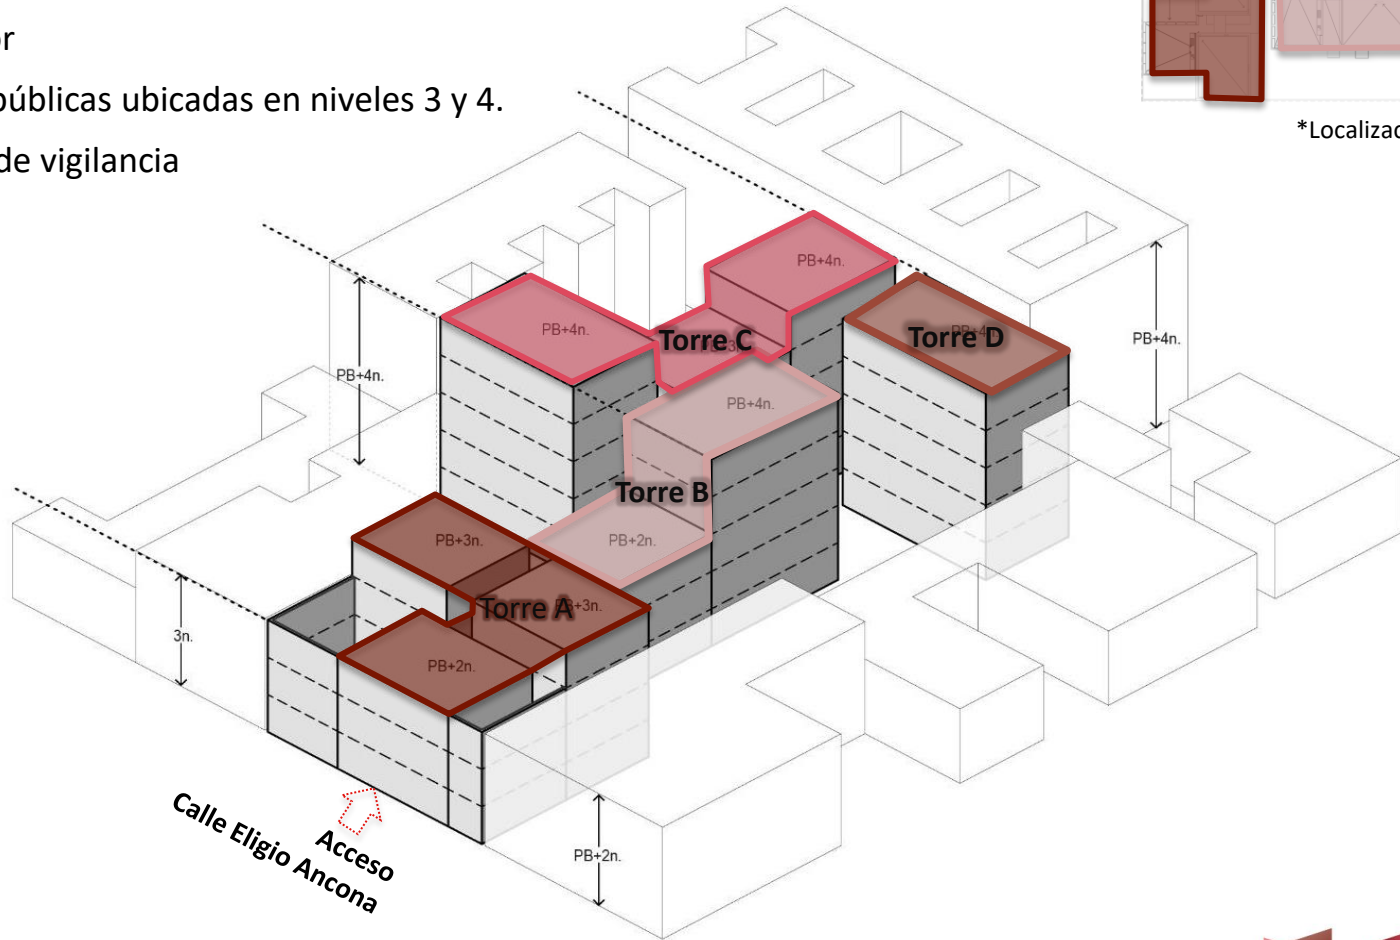 públicas ubicadas en niveles 3 y 4.
de vigilancia
*Localizac
PB+4n.
PB+4n.
Torre C
Torre D
PB+4n.
PB+4n.
PB+4n.
Torre B
PB+3n.
PB+2n.
Torre A
PB+3n.
3n.
PB+2n.
Acceso
Calle Eligio Ancona
PB+2n.